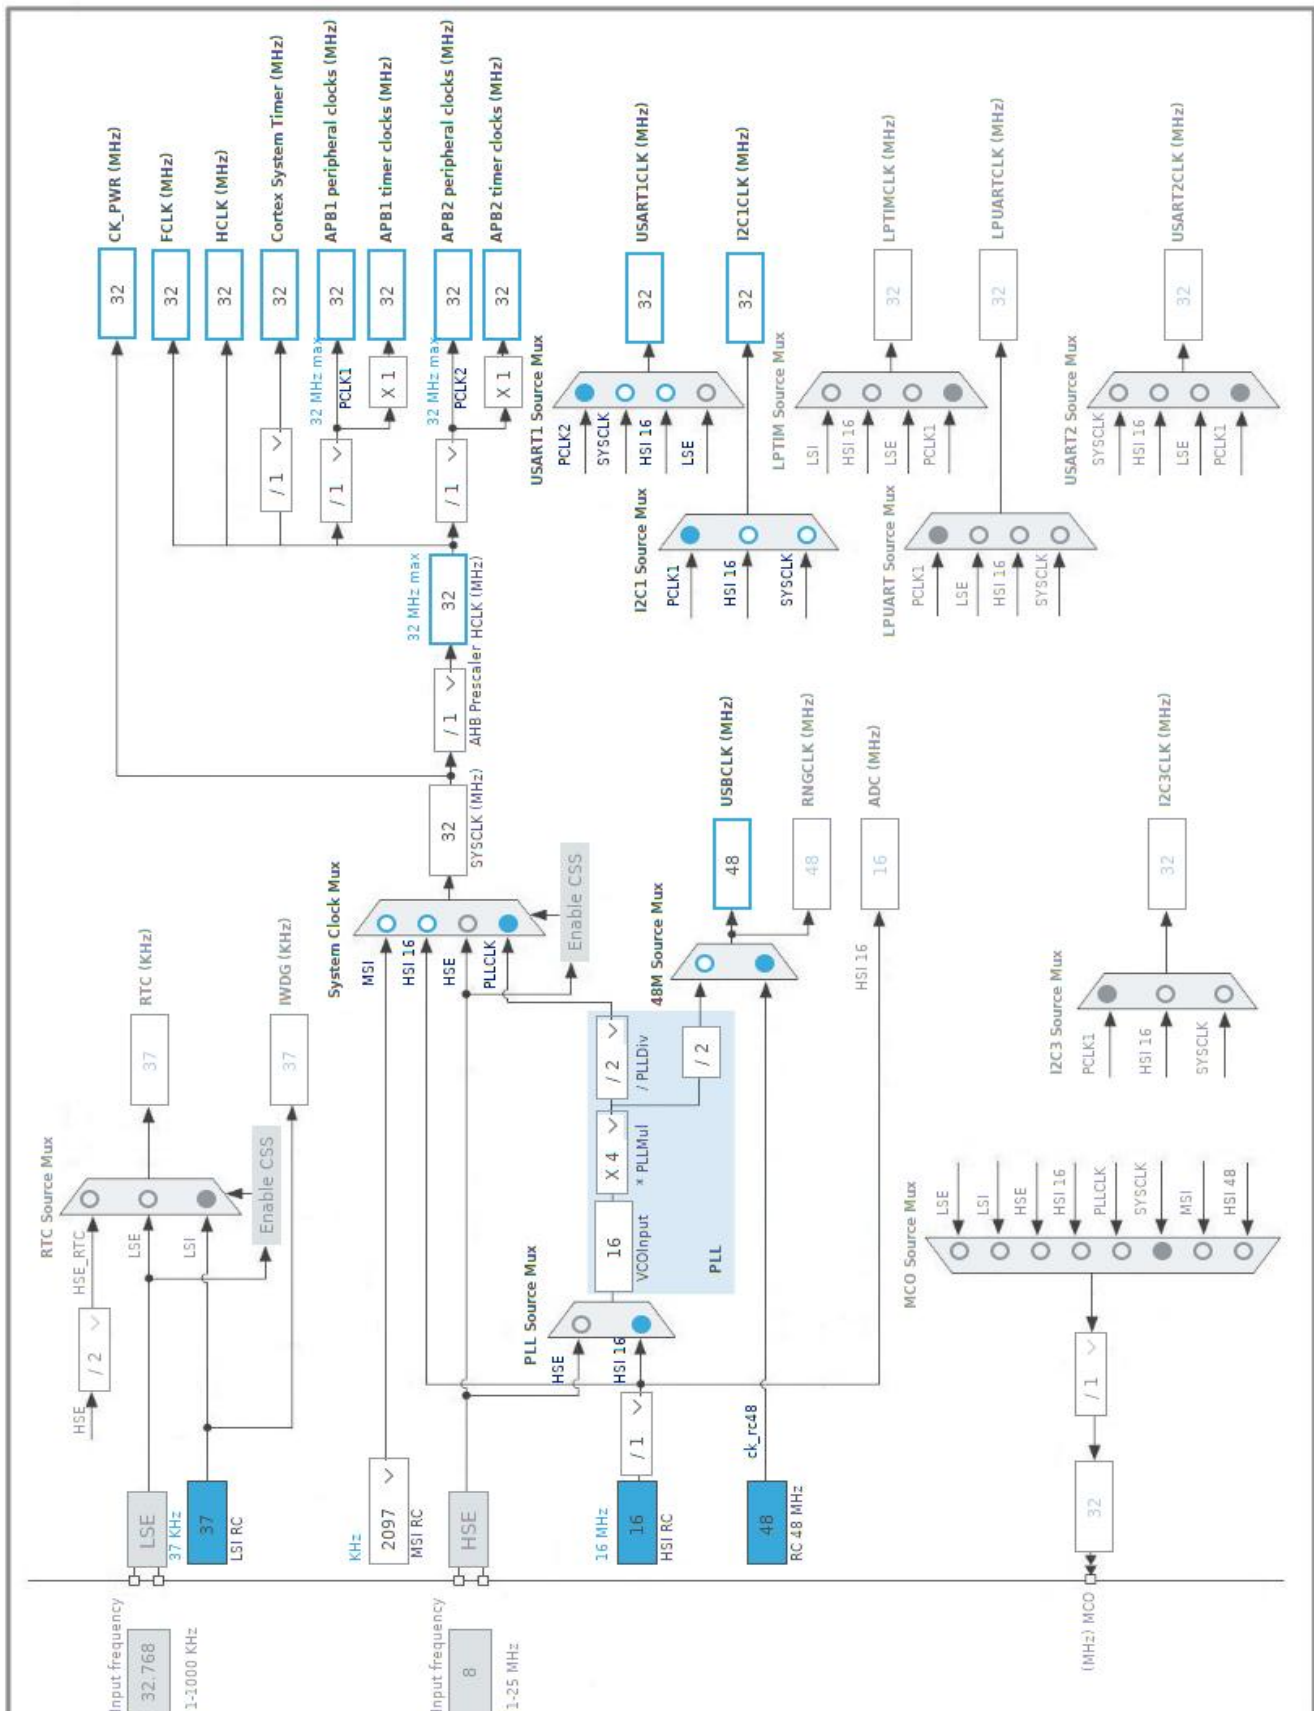 Input frequency
32.768
1-1000 KHz
LSE
37 KHz
37
LSI RC
HSE
/ 2
HSE_RTC
LSE
LSI
RTC Source Mux
Enable CSS
37
RTC (KHz)
37
IWDG (KHz)
Input frequency
8
1-25 MHz
KHz
2097
MSI RC
HSE
16 MHz
16
HSI RC
/ 1
48
RC 48 MHz
ck_rc48
HSE
HSI 16
PLL Source Mux
16
VCOInput
X 4
* PLLMul
/ 2
/ PLLDiv
/ 2
PLL
System Clock Mux
MSI
HSI 16
HSE
PLLCLK
Enable CSS
48M Source Mux
48
USBCLK (MHz)
48
RNGCLK (MHz)
HSI 16
16
ADC (MHz)
32
SYSCLK (MHz)
/ 1
AHB Prescaler
32 MHz max
32
HCLK (MHz)
/ 1
/ 1
32 MHz max
PCLK1
X 1
/ 1
32 MHz max
PCLK2
X 1
32
CK_PWR (MHz)
32
FCLK (MHz)
32
HCLK (MHz)
32
Cortex System Timer (MHz)
32
APB1 peripheral clocks (MHz)
32
APB1 timer clocks (MHz)
32
APB2 peripheral clocks (MHz)
32
APB2 timer clocks (MHz)
USART1 Source Mux
PCLK2
SYSCLK
HSI 16
LSE
32
USART1CLK (MHz)
I2C1 Source Mux
PCLK1
HSI 16
SYSCLK
32
I2C1CLK (MHz)
LPTIM Source Mux
LSI
HSI 16
LSE
PCLK1
32
LPTIMCLK (MHz)
LPUART Source Mux
PCLK1
LSE
HSI 16
SYSCLK
32
LPUARTCLK (MHz)
USART2 Source Mux
SYSCLK
HSI 16
LSE
PCLK1
32
USART2CLK (MHz)
I2C3 Source Mux
PCLK1
HSI 16
SYSCLK
32
I2C3CLK (MHz)
MCO Source Mux
LSE
LSI
HSE
HSI 16
PLLCLK
SYSCLK
MSI
HSI 48
/ 1
32
(MHz) MCO